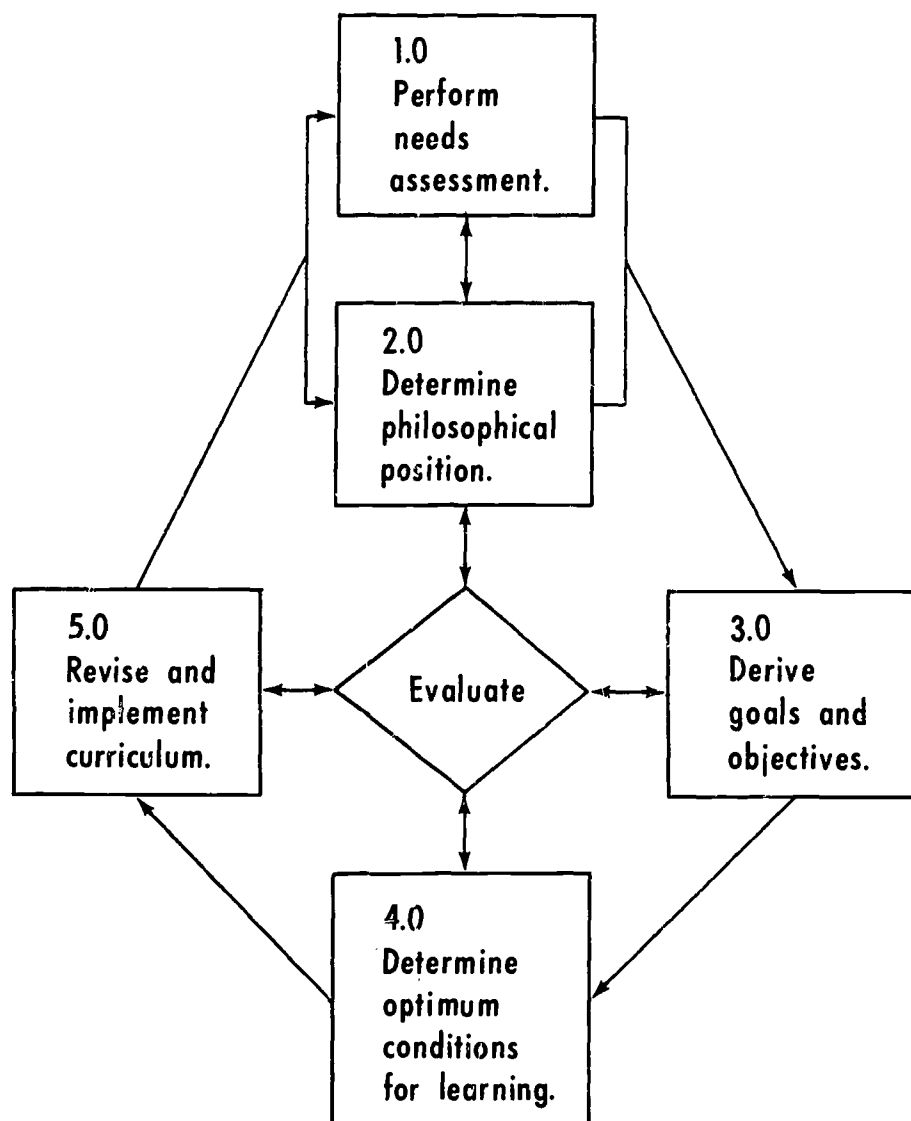 1.0
Perform
needs
assessment.
2.0
Determine
philosophical
position.
5.0
Revise and
implement
curriculum.
Evaluate
3.0
Derive
goals and
objectives.
4.0
Determine
optimum
conditions
for learning.